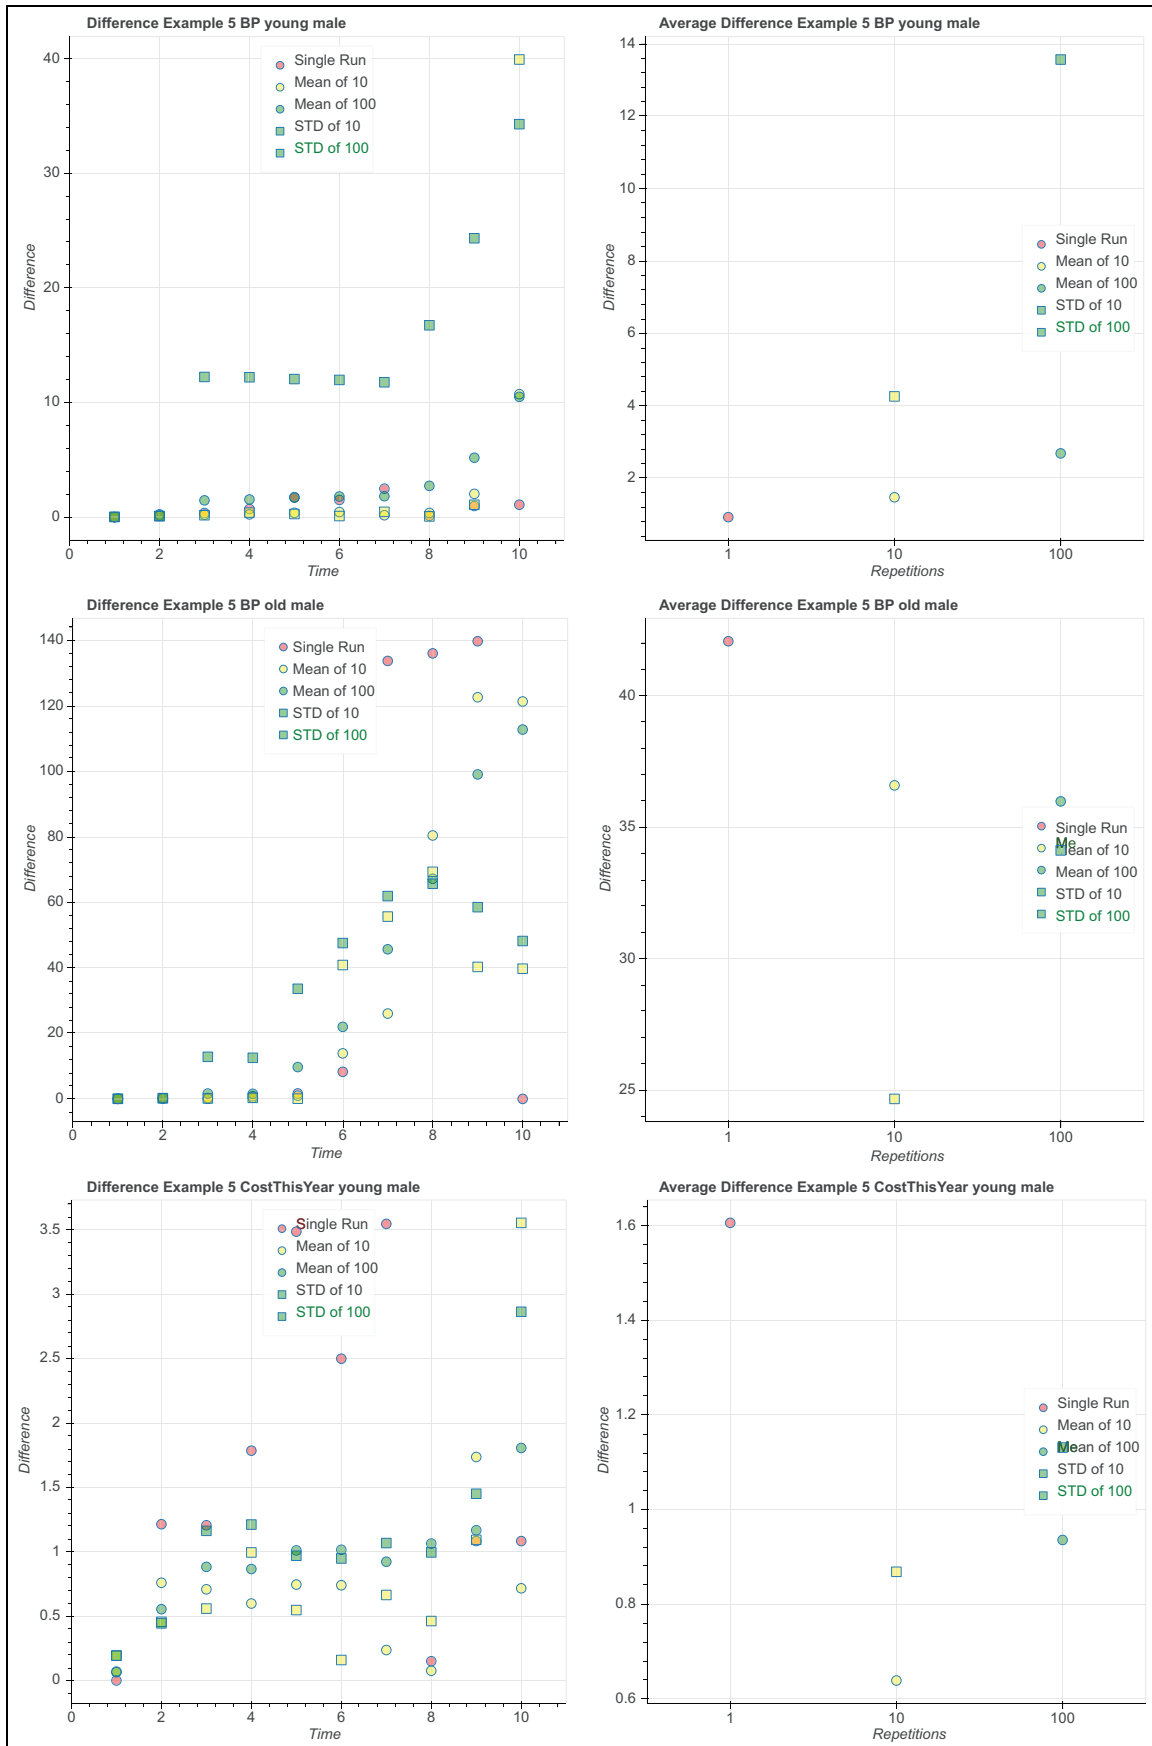 Difference Example 5 BP young male
40
30
20
10
0
Difference
Single Run
Mean of 10
Mean of 100
STD of 10
STD of 100
0 2 4 6 8 10
Time
Average Difference Example 5 BP young male
14
12
10
8
6
4
2
Difference
Single Run
Mean of 10
Mean of 100
STD of 10
STD of 100
1 10 100
Repetitions
Difference Example 5 BP old male
140
120
100
80
60
40
20
0
Difference
Single Run
Mean of 10
Mean of 100
STD of 10
STD of 100
0 2 4 6 8 10
Time
Average Difference Example 5 BP old male
40
35
30
25
Difference
Single Run
Mean of 10
Mean of 100
STD of 10
STD of 100
1 10 100
Repetitions
Difference Example 5 CostThisYear young male
3.5
3
2.5
2
1.5
1
0.5
0
Difference
Single Run
Mean of 10
Mean of 100
STD of 10
STD of 100
0 2 4 6 8 10
Time
Average Difference Example 5 CostThisYear young male
1.6
1.4
1.2
1
0.8
0.6
Difference
Single Run
Mean of 10
Mean of 100
STD of 10
STD of 100
1 10 100
Repetitions